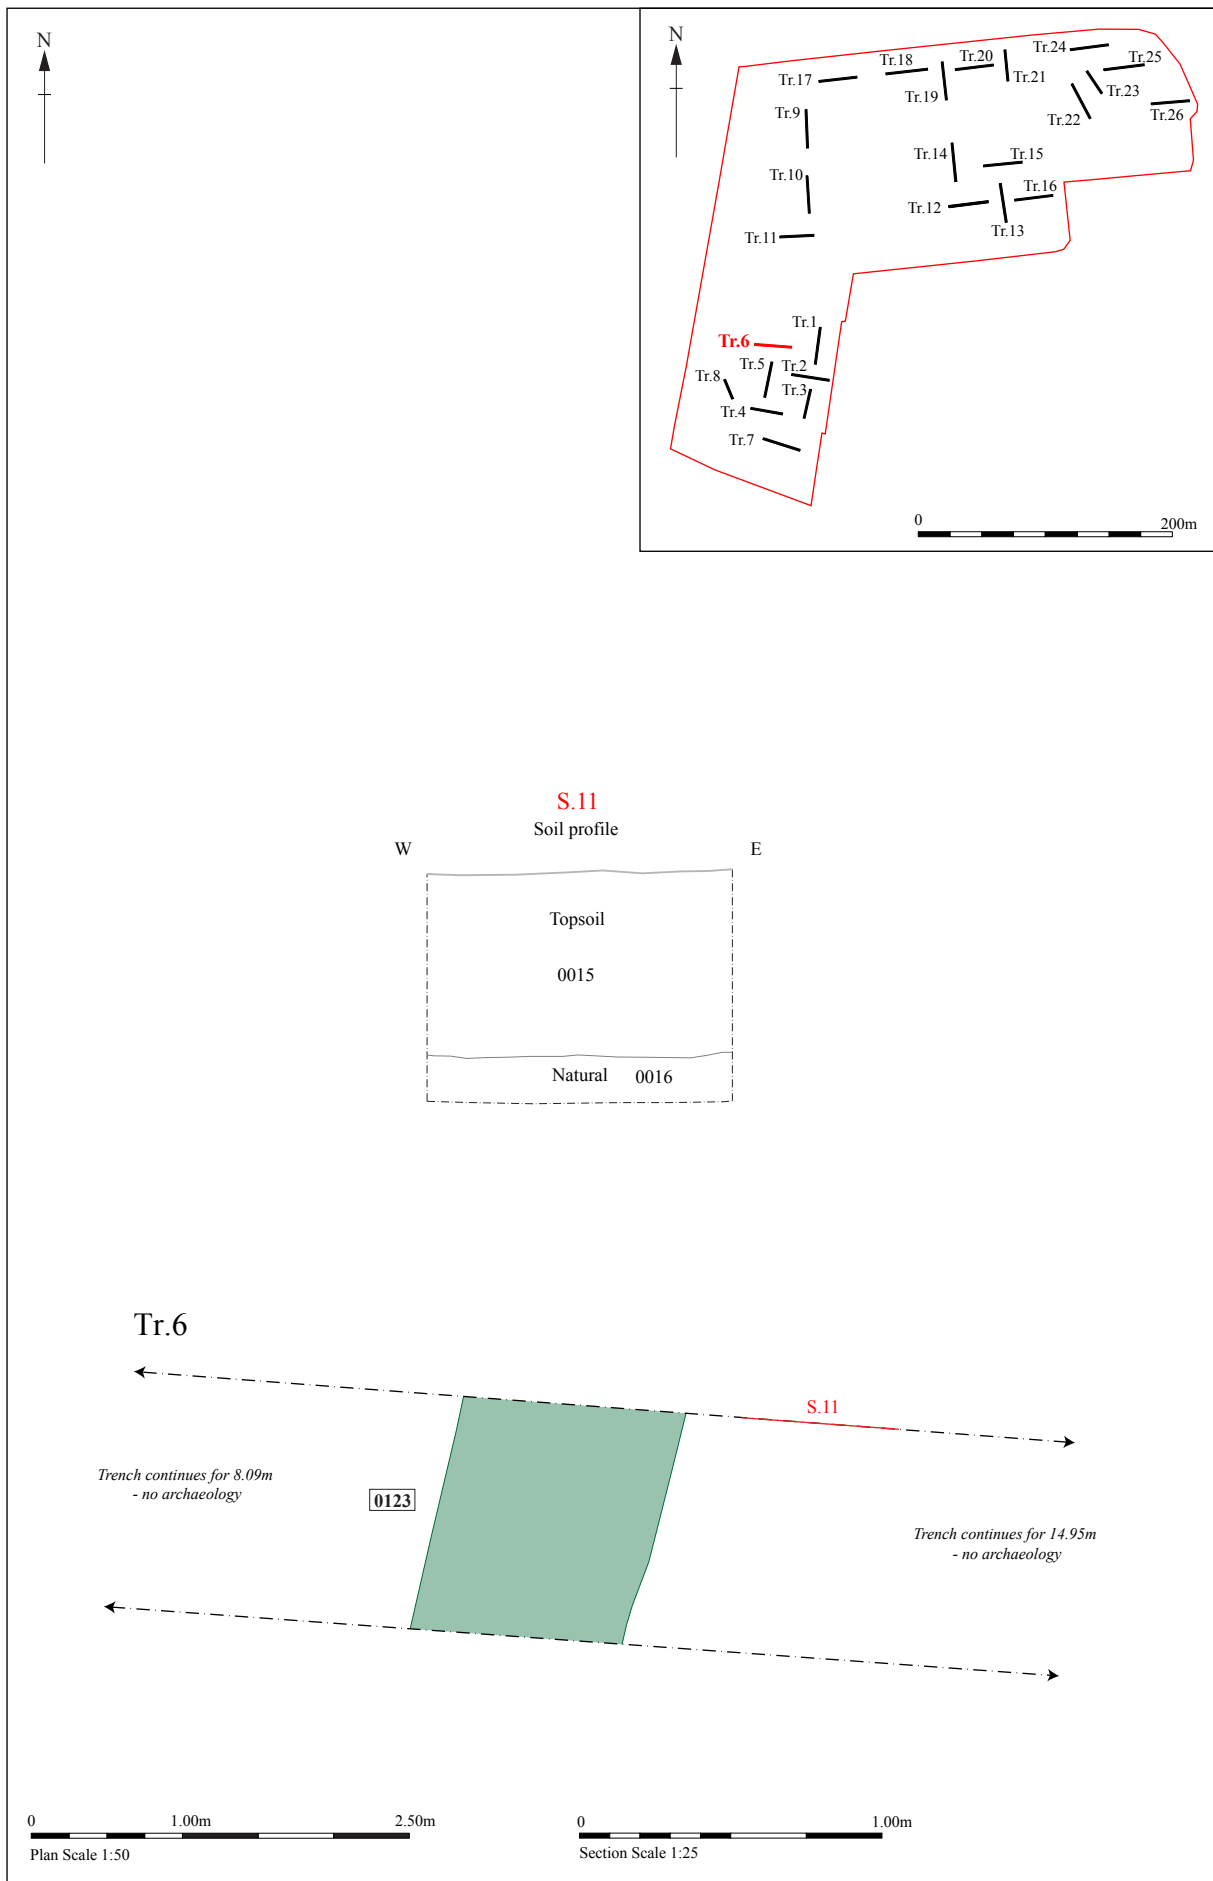 N
N
Tr.24
Tr.18
Tr.20
Tr.25
Tr.17
Tr.21
Tr.19
Tr.23
Tr.9
Tr.22
Tr.26
Tr.14
Tr.15
Tr.10
Tr.16
Tr.12
Tr.13
Tr.11
Tr.1
Tr.6
Tr.5
Tr.2
Tr.8
Tr.3
Tr.4
Tr.7
0
200m
S.11
Soil profile
W
E
Topsoil
0015
Natural
0016
Tr.6
S.11
Trench continues for 8.09m
- no archaeology
0123
Trench continues for 14.95m
- no archaeology
0
1.00m
2.50m
Plan Scale 1:50
0
1.00m
Section Scale 1:25